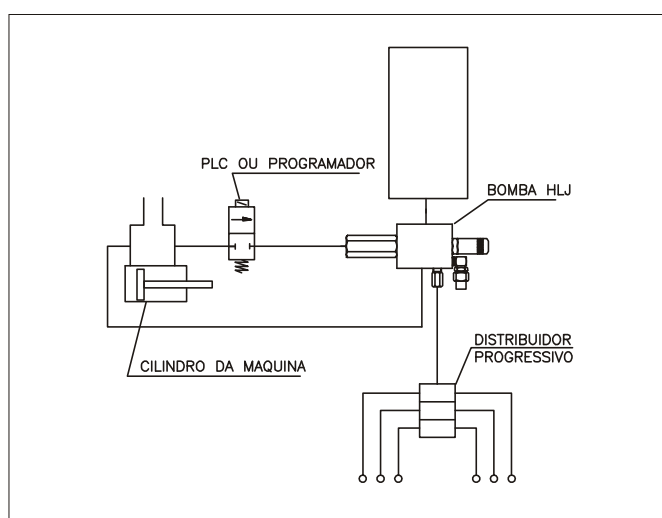 PLC OU PROGRAMADOR
BOMBA HLJ
DISTRIBUIDOR
PROGRESSIVO
CILINDRO DA MAQUINA